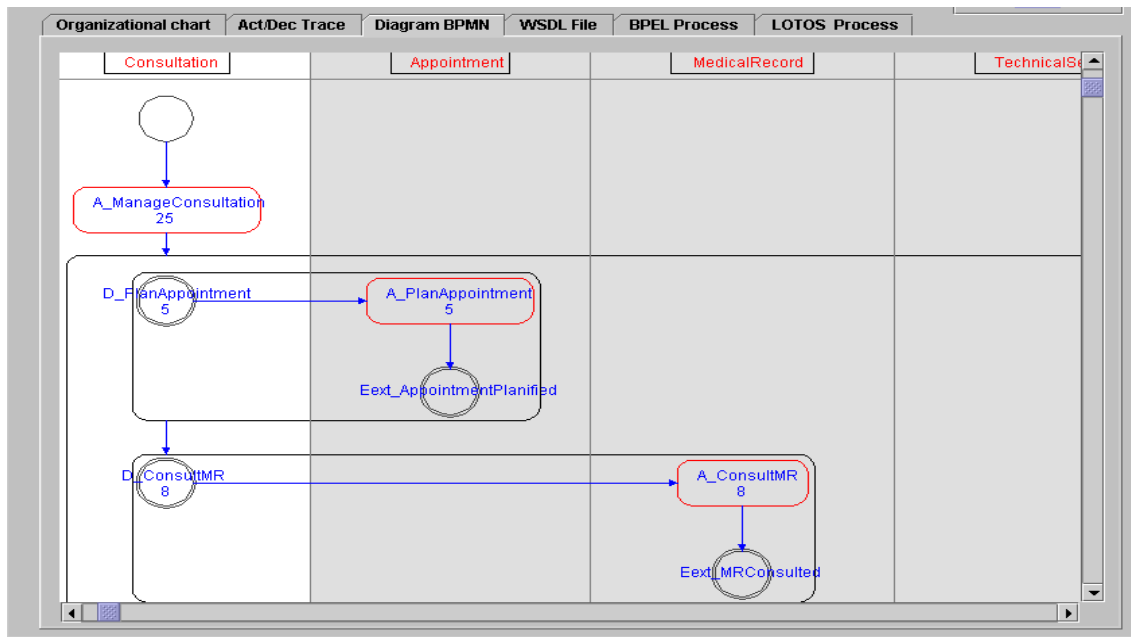 Organizational chart
Act/Dec Trace
Diagram BPMN
WSDL File
BPEL Process
LOTOS Process
Consultation
Appointment
MedicalRecord
TechnicalSe
A_ManageConsultation
25
D_PlanAppointment
5
A_PlanAppointment
5
Eext_AppointmentPlanified
D_ConsultMR
8
A_ConsultMR
8
Eext_MRConsulted